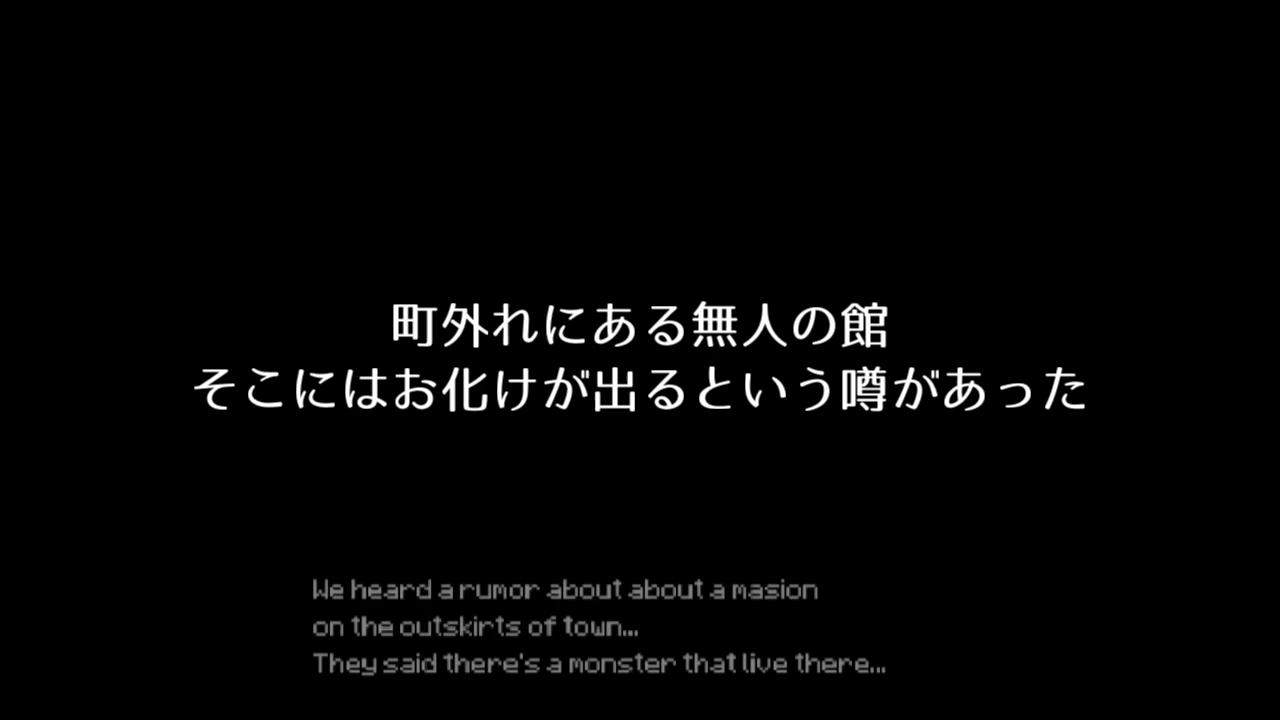 町外れにある無人の館
そこにはお化けが出るという噂があった
We heard a rumor about about a masion
on the outskirts of town...
They said there's a monster that live there...